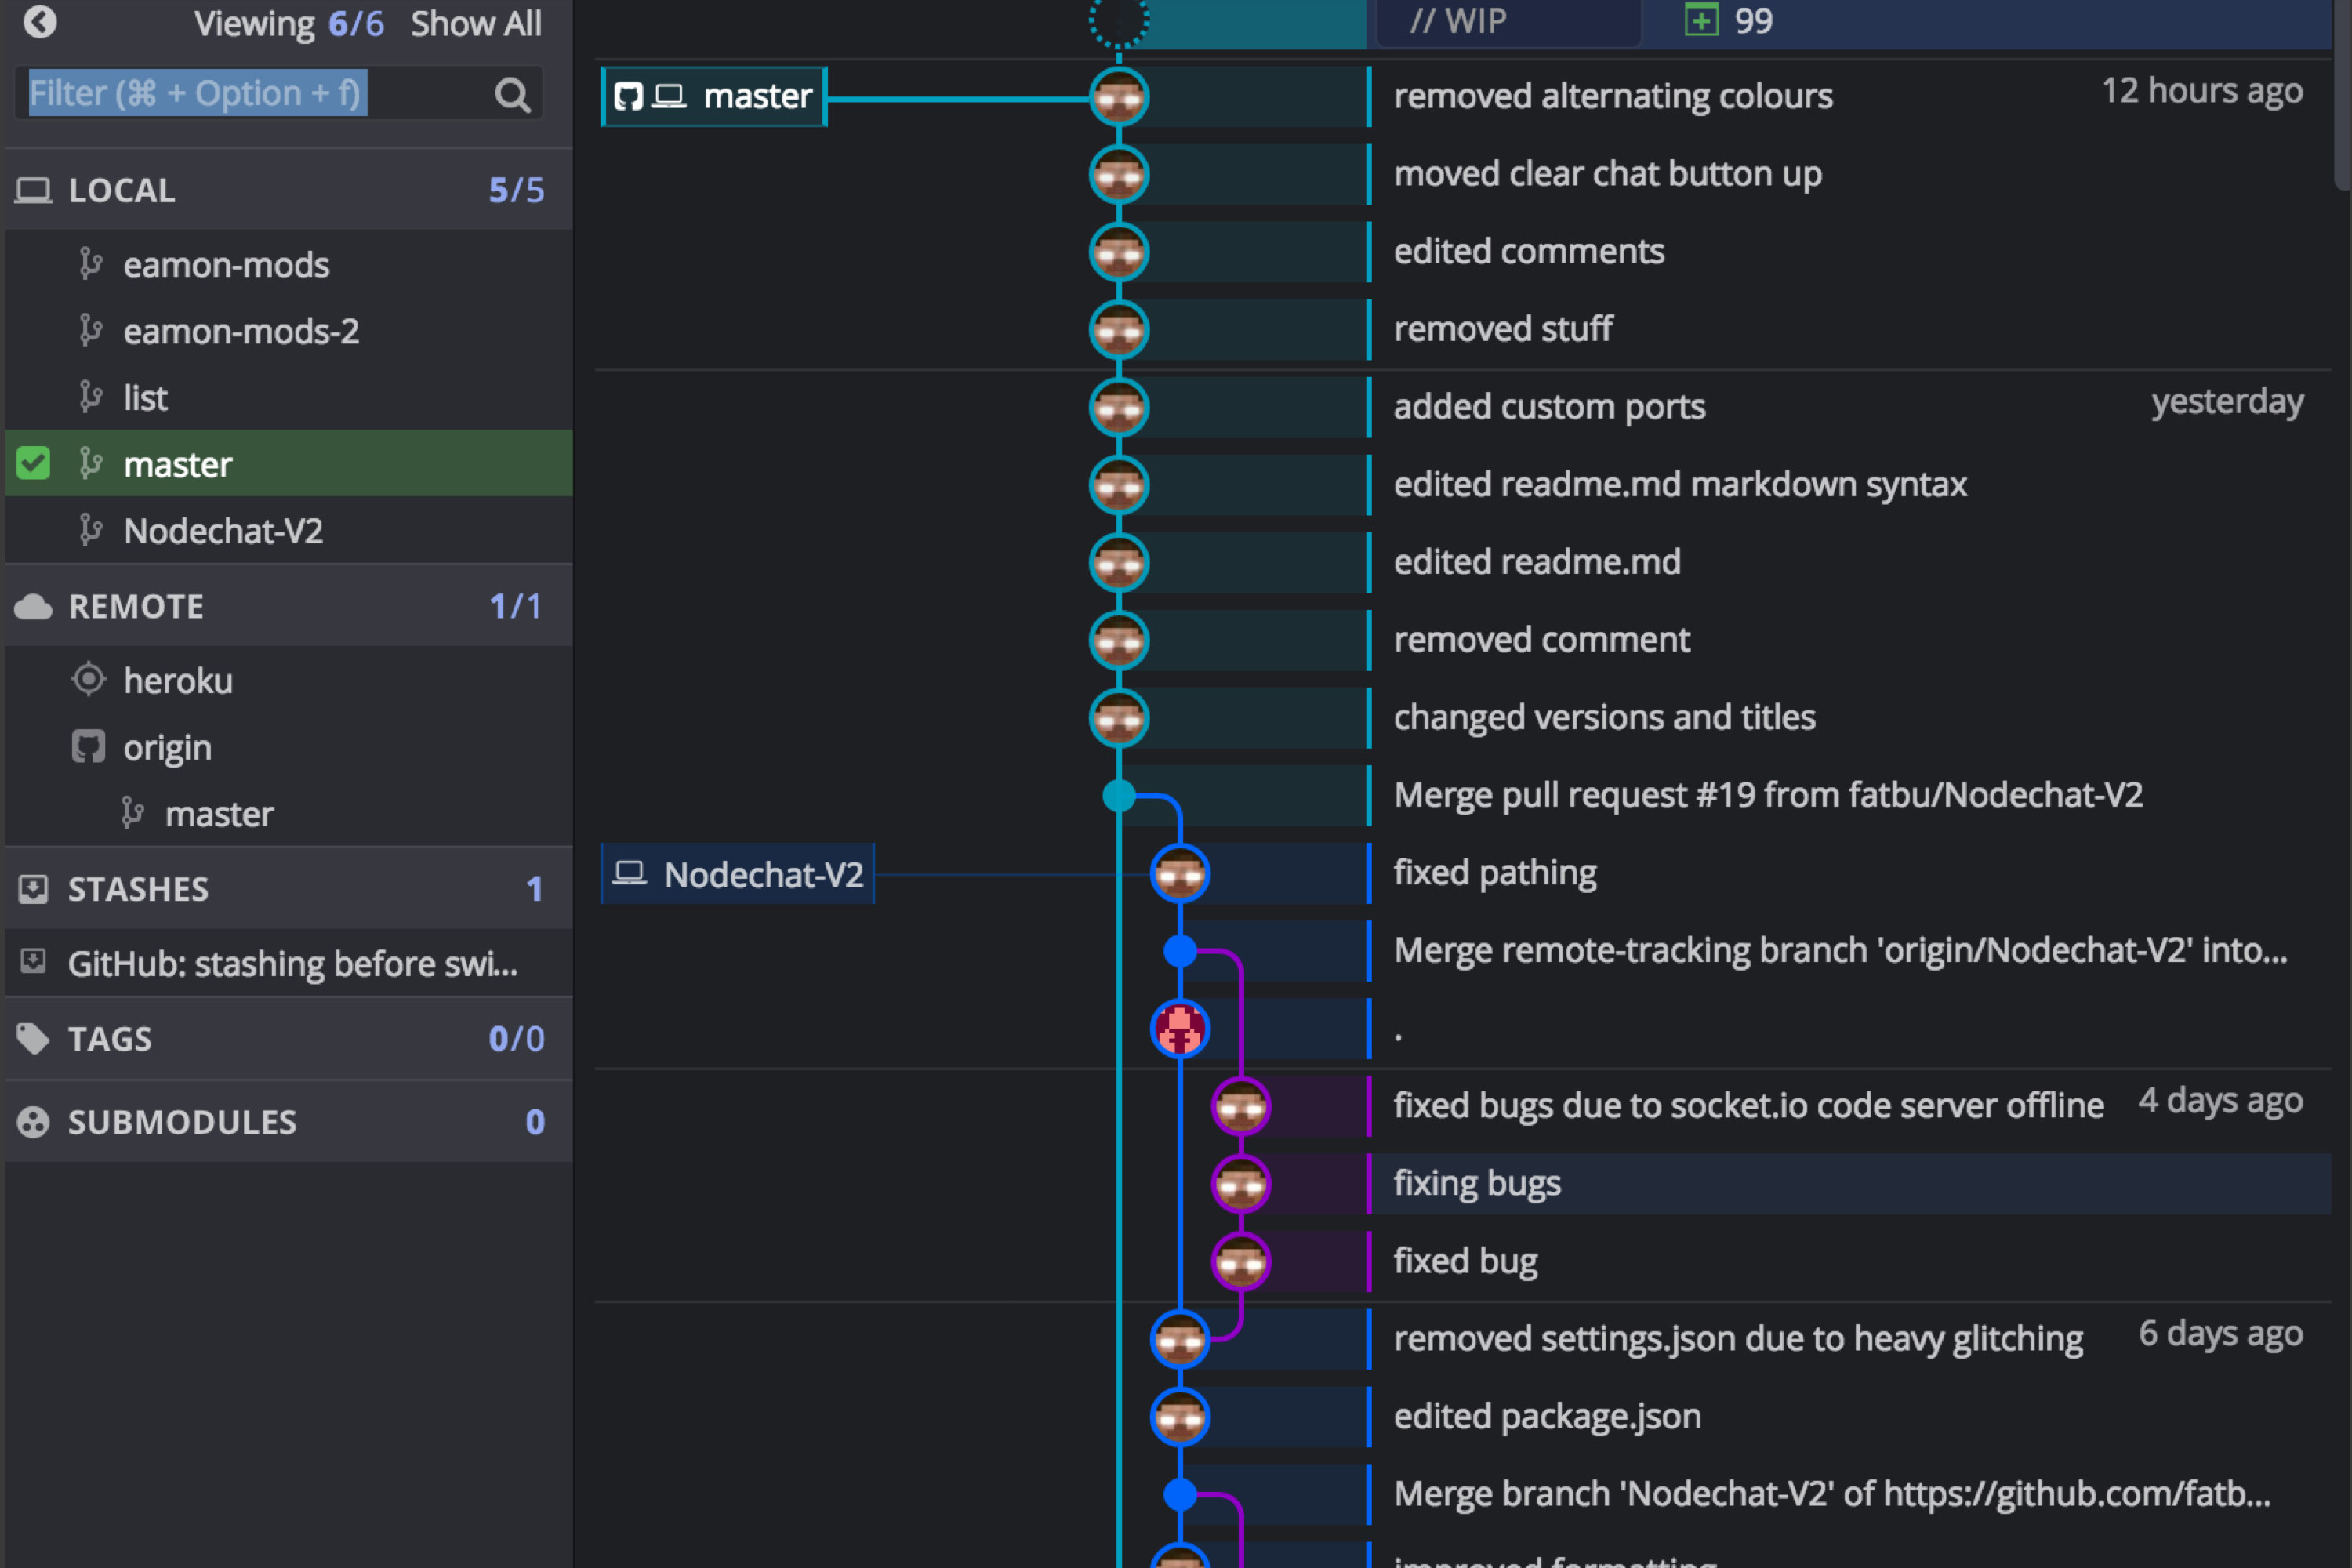 Viewing 6/6 Show All
Filter (⌘ + Option + f)
LOCAL 5/5
eamon-mods
eamon-mods-2
list
master
Nodechat-V2
REMOTE 1/1
heroku
origin
master
STASHES 1
GitHub: stashing before swi...
TAGS 0/0
SUBMODULES 0
// WIP 99
master removed alternating colours 12 hours ago
moved clear chat button up
edited comments
removed stuff
added custom ports yesterday
edited readme.md markdown syntax
edited readme.md
removed comment
changed versions and titles
Merge pull request #19 from fatbu/Nodechat-V2
Nodechat-V2 fixed pathing
Merge remote-tracking branch 'origin/Nodechat-V2' into...
.
fixed bugs due to socket.io code server offline 4 days ago
fixing bugs
fixed bug
removed settings.json due to heavy glitching 6 days ago
edited package.json
Merge branch 'Nodechat-V2' of https://github.com/fatb...
improved formatting